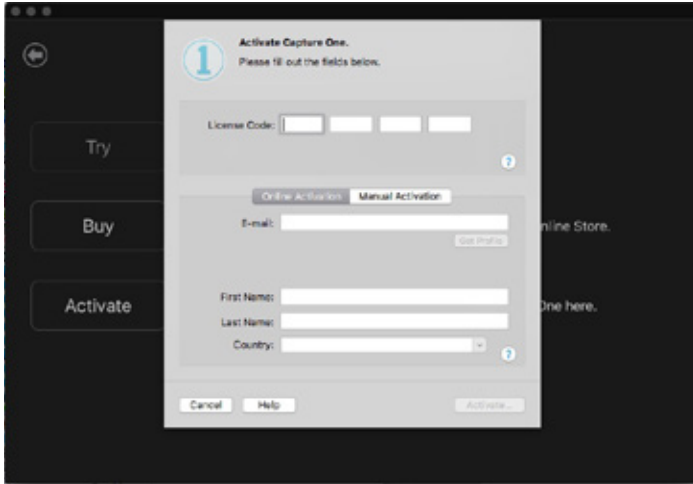 1
Activate Capture One.
Please fill out the fields below.
License Code:
?
Try
Online Activation Manual Activation
Buy
E-mail:
nline Store.
Get Profile
Activate
First Name:
One here.
Last Name:
Country:
?
Cancel Help Activate...